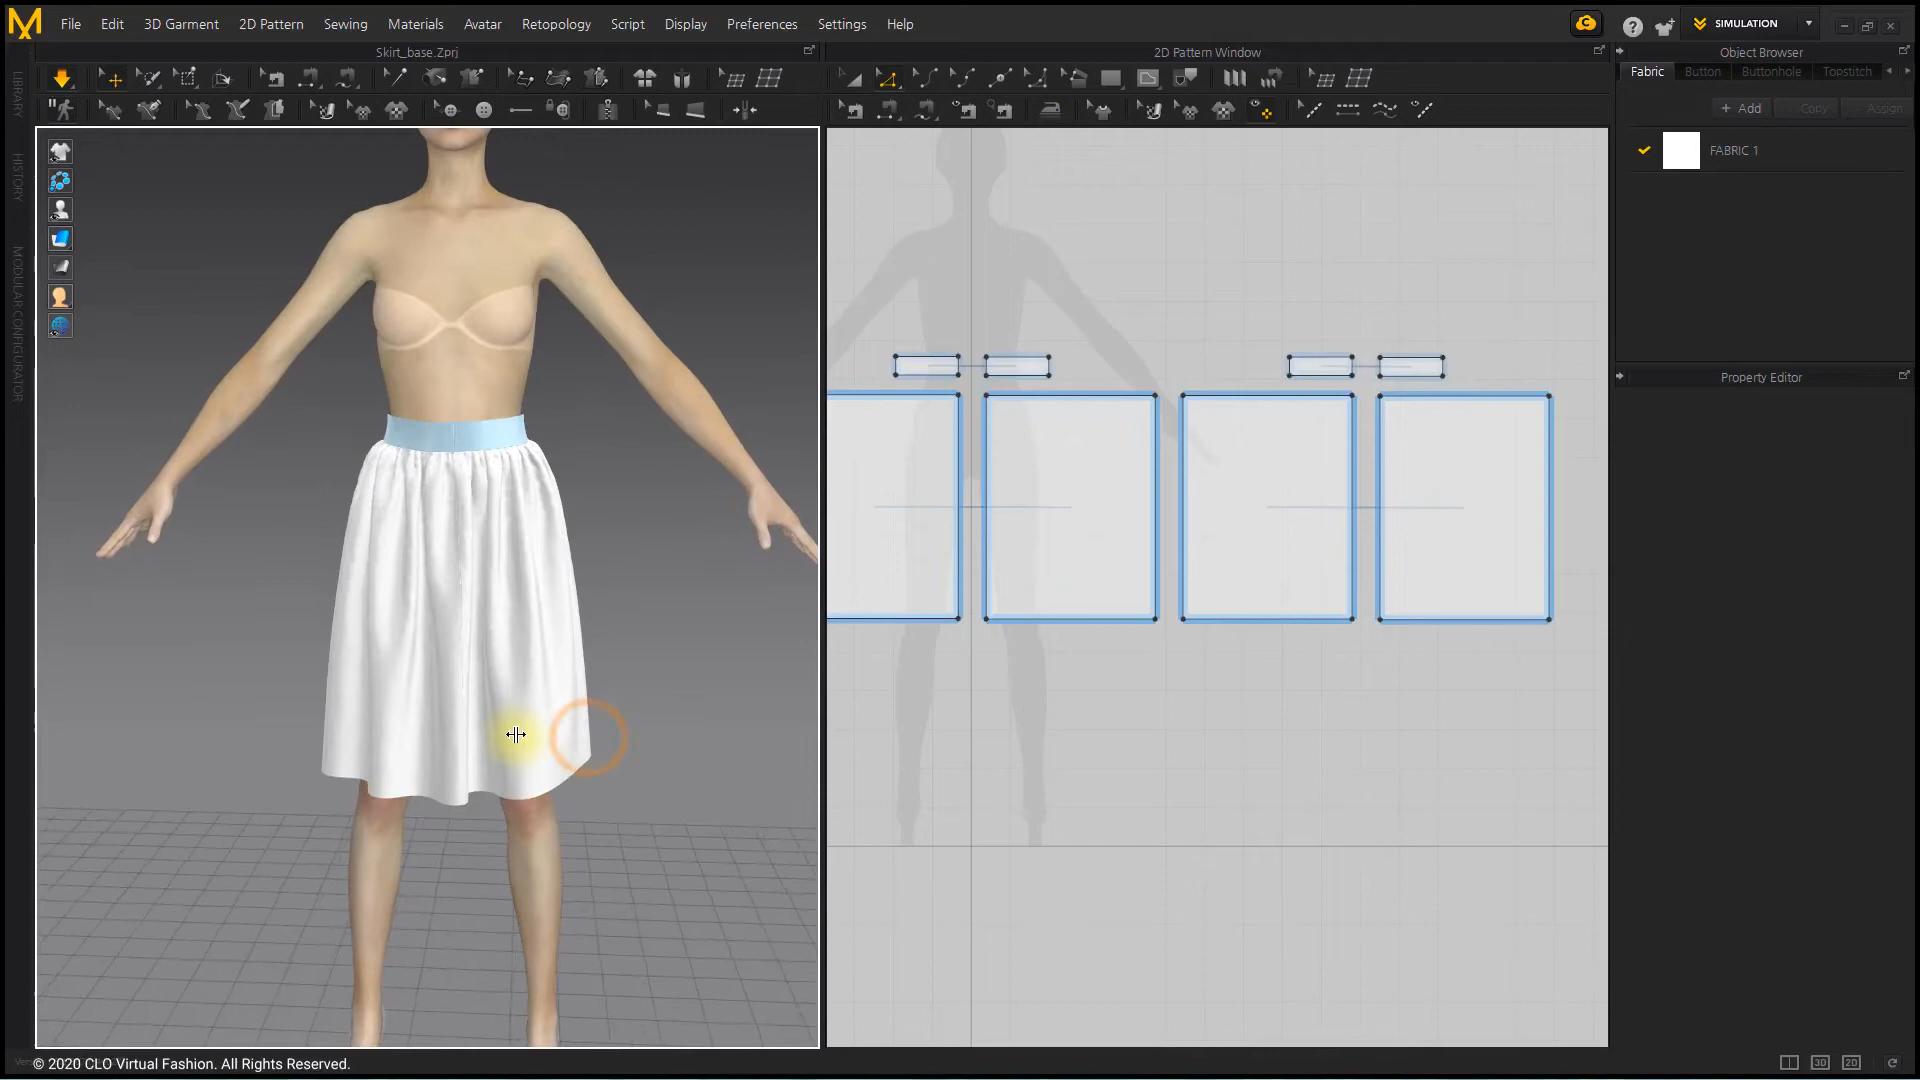 File Edit 3D Garment 2D Pattern Sewing Materials Avatar Retopology Script Display Preferences Settings Help
SIMULATION
Skirt_base.Zprj
2D Pattern Window
Object Browser
Fabric Button Buttonhole Topstitch
+ Add Copy Assign
FABRIC 1
Property Editor
LIBRARY
HISTORY
MODULAR CONFIGURATOR
© 2020 CLO Virtual Fashion. All Rights Reserved.
3D 2D